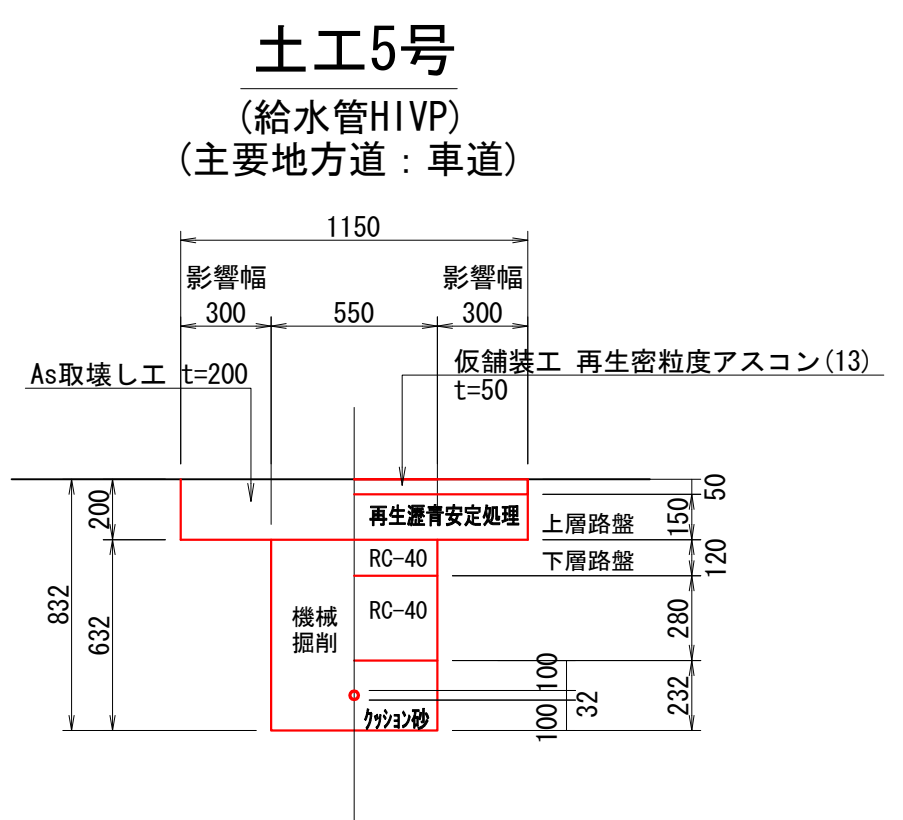 土工5号
(給水管HIVP)
(主要地方道：車道)
1150
影響幅
影響幅
300
550
300
As取壊し工 t=200
仮舗装工 再生密粒度アスコン(13)
t=50
200
832
632
再生瀝青安定処理
RC-40
RC-40
機械
掘削
クッション砂
上層路盤
下層路盤
50
150
120
280
232
100
32
100